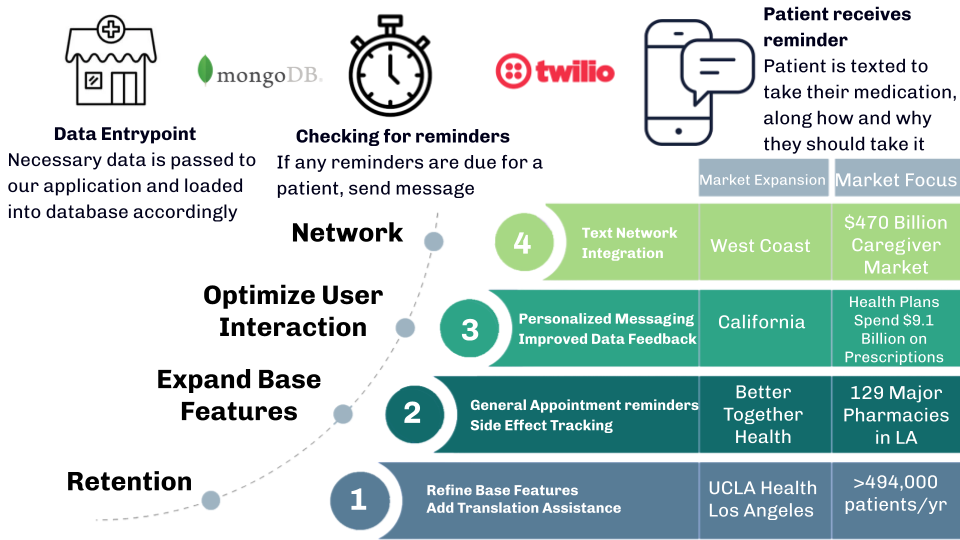 mongoDB.
twilio
Data Entrypoint
Necessary data is passed to
our application and loaded
into database accordingly
Checking for reminders
If any reminders are due for a
patient, send message
Patient receives
reminder
Patient is texted to
take their medication,
along how and why
they should take it
Market Expansion
Market Focus
Network
4
Text Network
Integration
West Coast
$470 Billion
Caregiver
Market
Optimize User
Interaction
3
Personalized Messaging
Improved Data Feedback
California
Health Plans
Spend $9.1
Billion on
Prescriptions
Expand Base
Features
2
General Appointment reminders
Side Effect Tracking
Better
Together
Health
129 Major
Pharmacies
in LA
Retention
1
Refine Base Features
Add Translation Assistance
UCLA Health
Los Angeles
>494,000
patients/yr